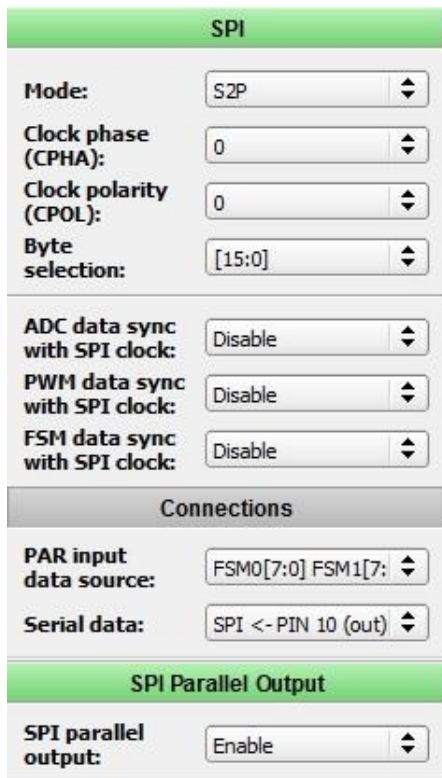 SPI
Mode: S2P
Clock phase
(CPHA): 0
Clock polarity
(CPOL): 0
Byte
selection: [15:0]
ADC data sync
with SPI clock: Disable
PWM data sync
with SPI clock: Disable
FSM data sync
with SPI clock: Disable
Connections
PAR input
data source: FSM0[7:0] FSM1[7:
Serial data: SPI <- PIN 10 (out)
SPI Parallel Output
SPI parallel
output: Enable